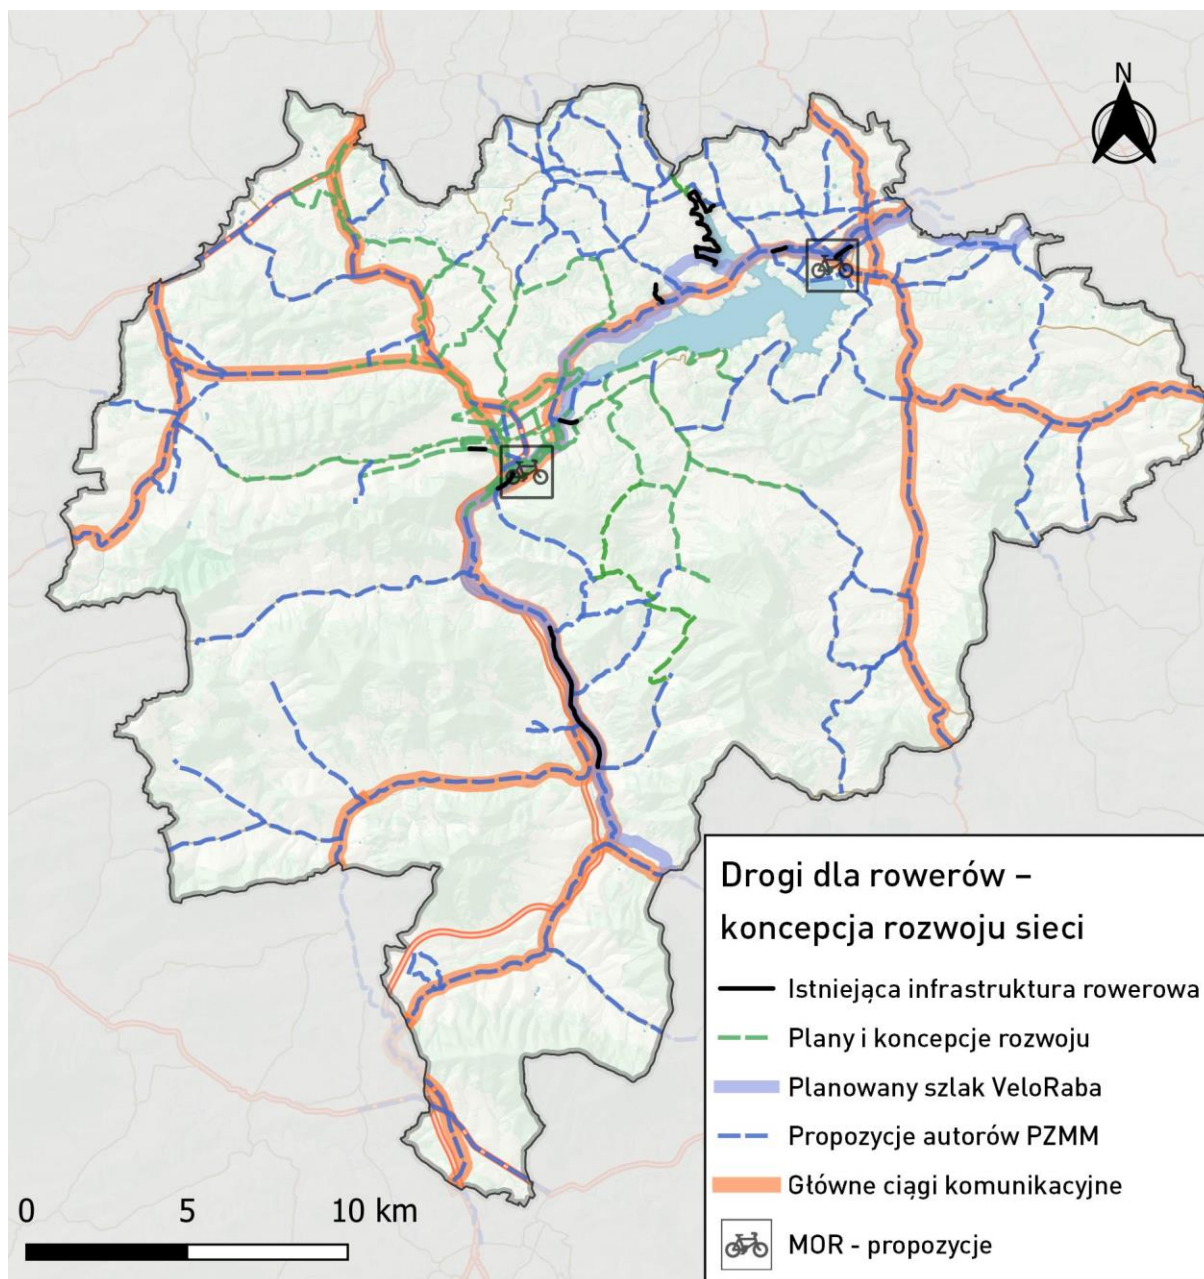 N
Drogi dla rowerów –
koncepcja rozwoju sieci
Istniejąca infrastruktura rowerowa
Plany i koncepcje rozwoju
Planowany szlak VeloRaba
Propozycje autorów PZMM
Główne ciągi komunikacyjne
MOR - propozycje
0 5 10 km